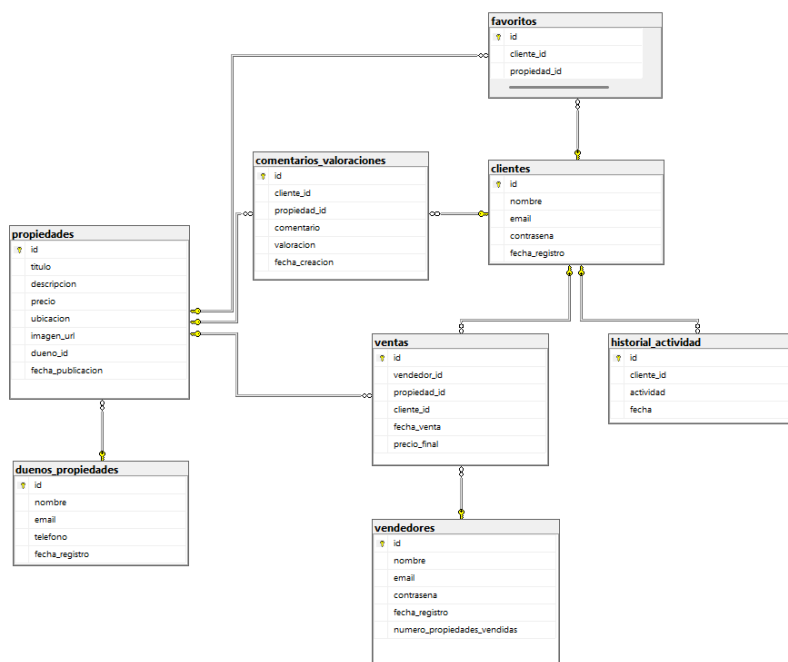 favoritos
id
cliente_id
propiedad_id
comentarios_valoraciones
id
cliente_id
propiedad_id
comentario
valoracion
fecha_creacion
clientes
id
nombre
email
contrasena
fecha_registro
propiedades
id
titulo
descripcion
precio
ubicacion
imagen_url
dueno_id
fecha_publicacion
ventas
id
vendedor_id
propiedad_id
cliente_id
fecha_venta
precio_final
historial_actividad
id
cliente_id
actividad
fecha
duenos_propiedades
id
nombre
email
telefono
fecha_registro
vendedores
id
nombre
email
contrasena
fecha_registro
numero_propiedades_vendidas